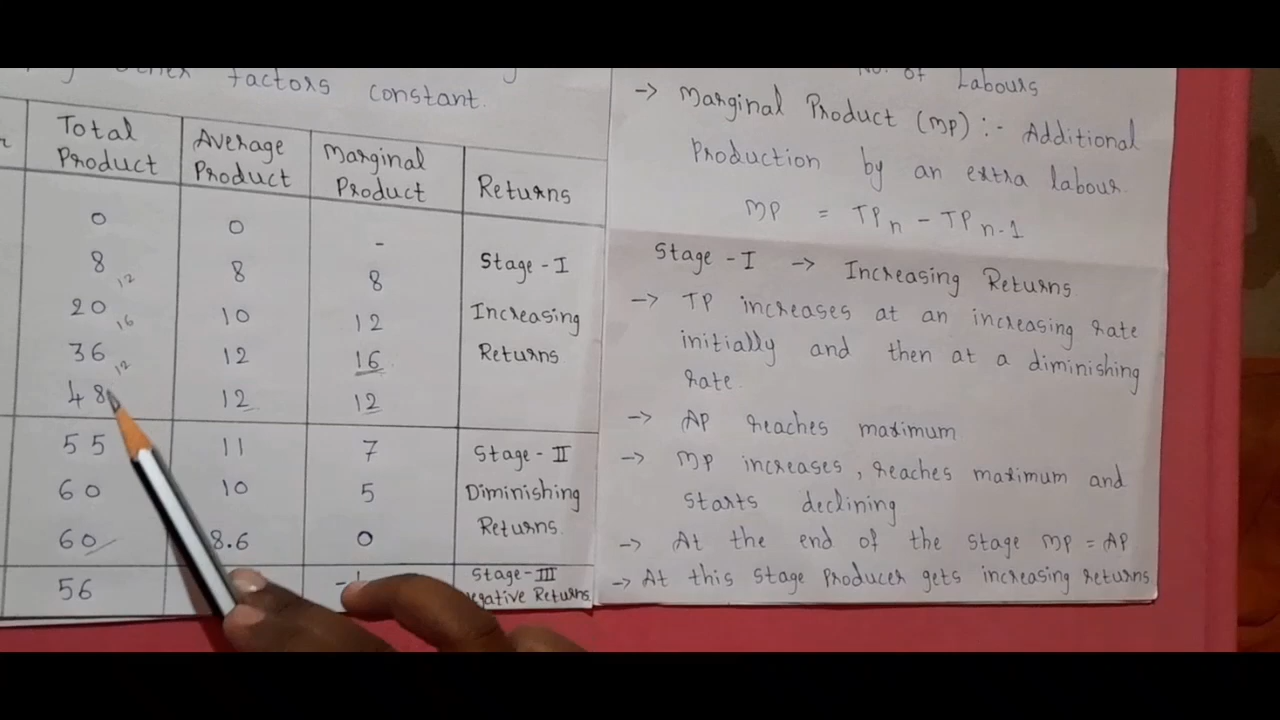 factors constant.
Total Product Average Product Marginal Product Returns
0 0 -
8 8 8 Stage - I
12
20 10 12 Increasing
16
36 12 16 Returns
12
48 12 12
55 11 7 Stage - II
60 10 5 Diminishing
60 8.6 0 Returns.
56 Stage - III
Returns.
of Labours
-> Marginal Product (MP) :- Additional
Production by an extra labour.
MP = TPn - TPn-1
Stage - I -> Increasing Returns
-> TP increases at an increasing rate
initially and then at a diminishing
rate.
-> AP reaches maximum
-> MP increases, reaches maximum and
starts declining
-> At the end of the stage MP = AP
-> At this stage Producer gets increasing returns